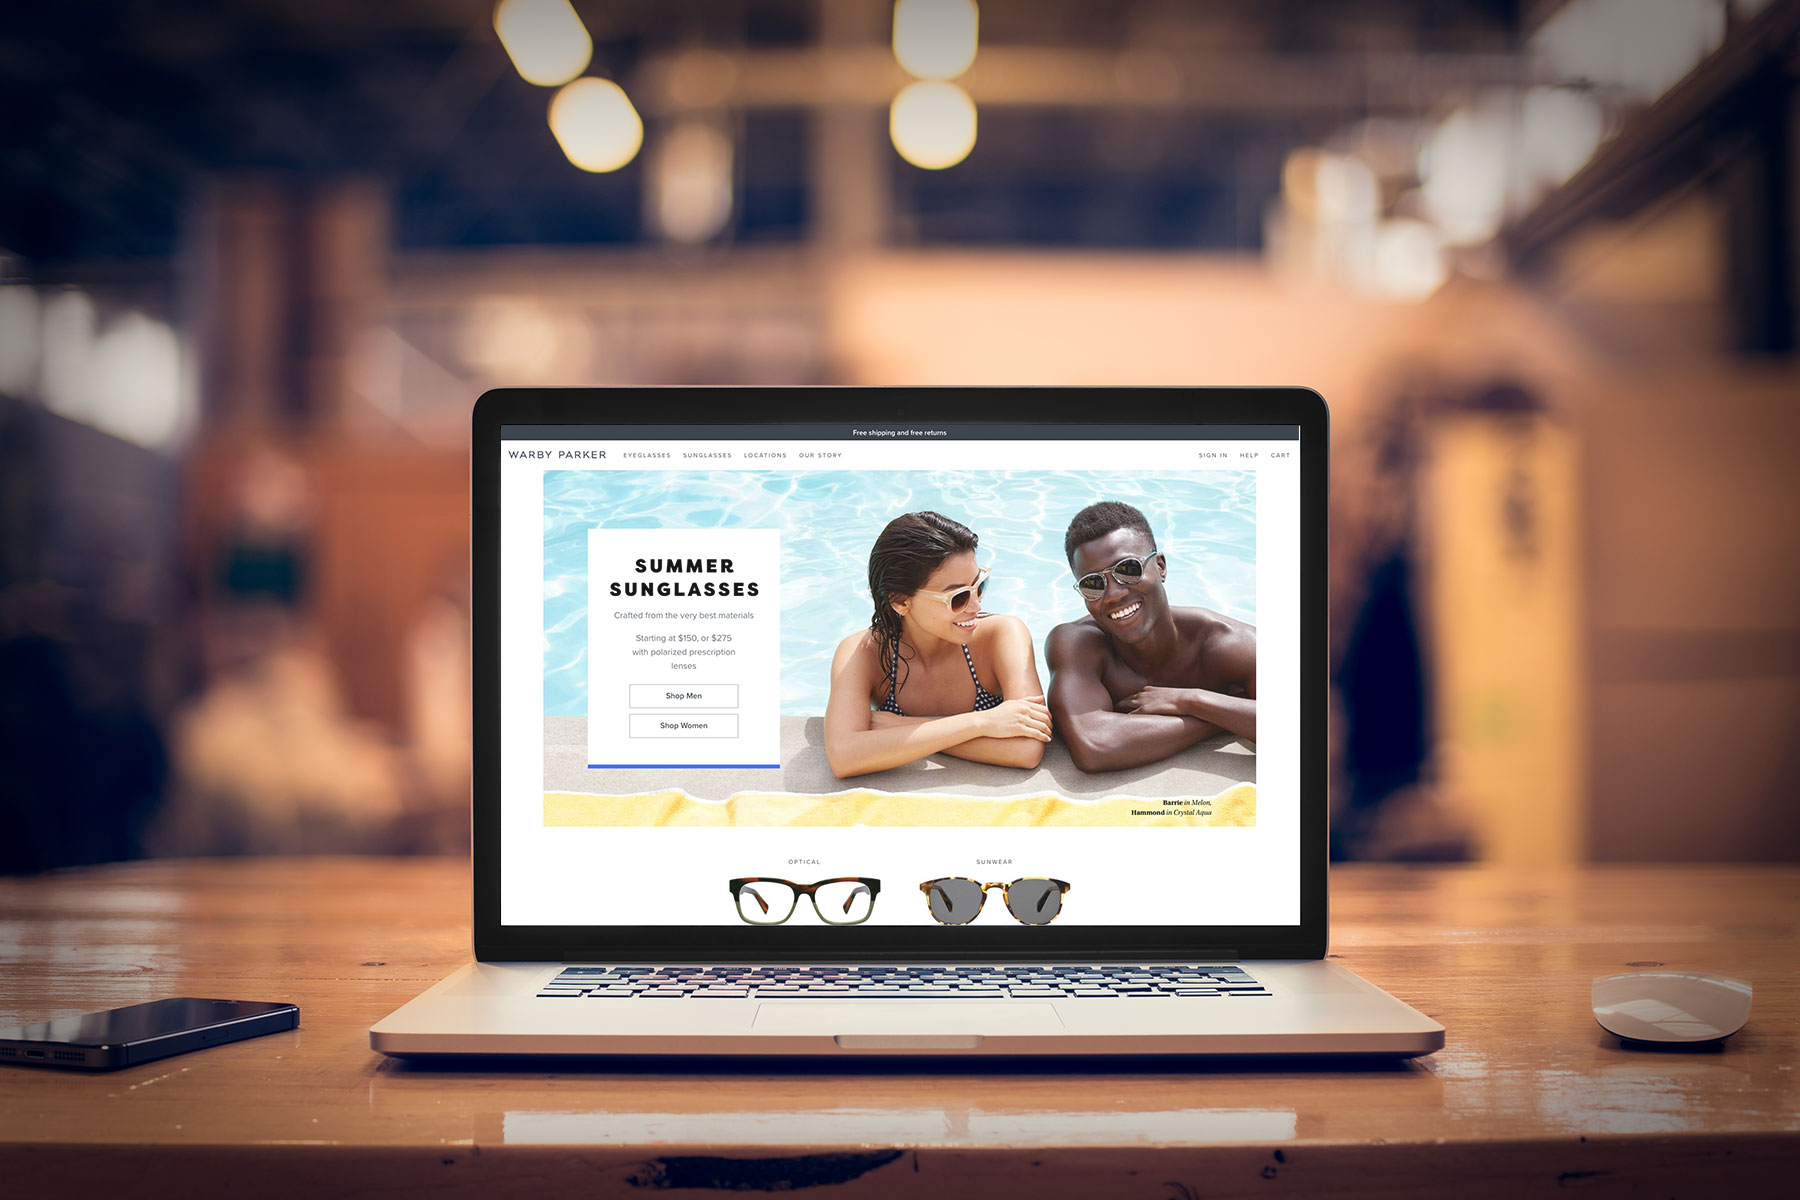 Free shipping and free returns
WARBY PARKER EYEGLASSES SUNGLASSES LOCATIONS OUR STORY SIGN IN HELP CART
SUMMER
SUNGLASSES
Crafted from the very best materials
Starting at $150, or $275
with polarized prescription
lenses
Shop Men
Shop Women
Barrie in Melon,
Hammond in Crystal Aqua
OPTICAL SUNWEAR